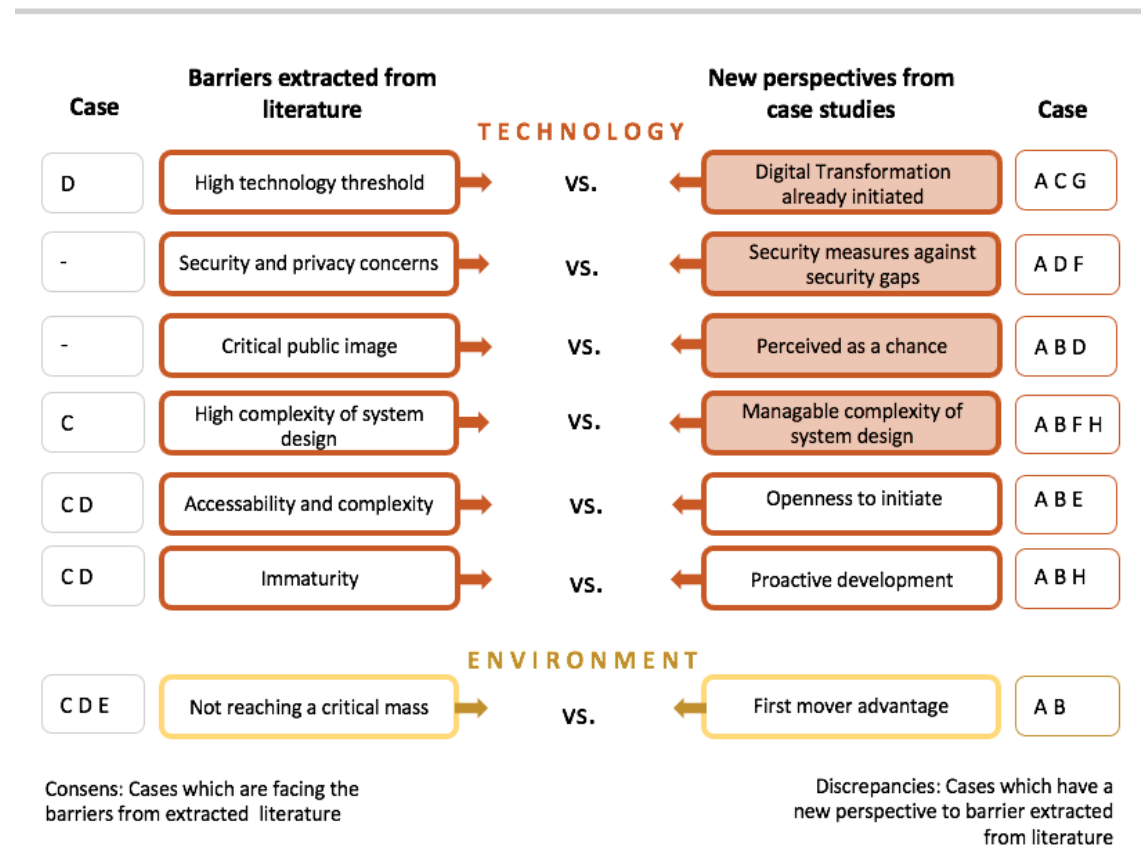 Case
Barriers extracted from
literature
New perspectives from
case studies
Case
TECHNOLOGY
D
High technology threshold
vs.
Digital Transformation
already initiated
A C G
-
Security and privacy concerns
vs.
Security measures against
security gaps
A D F
-
Critical public image
vs.
Perceived as a chance
A B D
C
High complexity of system
design
vs.
Managable complexity of
system design
A B F H
C D
Accessability and complexity
vs.
Openness to initiate
A B E
C D
Immaturity
vs.
Proactive development
A B H
ENVIRONMENT
C D E
Not reaching a critical mass
vs.
First mover advantage
A B
Consens: Cases which are facing the
barriers from extracted literature
Discrepancies: Cases which have a
new perspective to barrier extracted
from literature